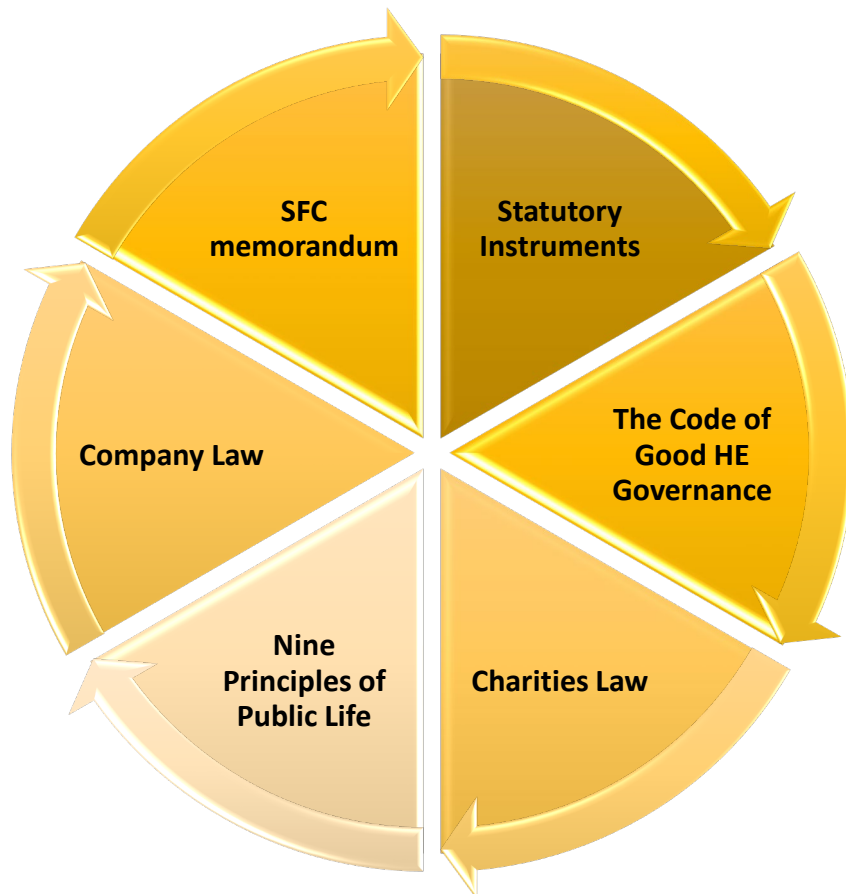 SFC
memorandum
Statutory
Instruments
The Code of
Good HE
Governance
Charities Law
Nine
Principles of
Public Life
Company Law